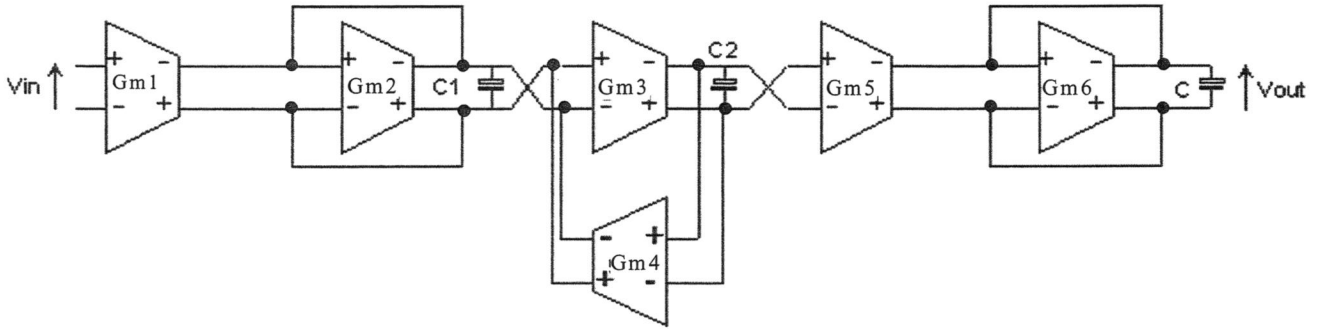 Vin
+ -
Gm1
- +
+ -
Gm2
- +
C1
+ -
Gm3
- +
C2
+ -
Gm5
- +
+ -
Gm6
- +
C
Vout
- +
Gm4
+ -